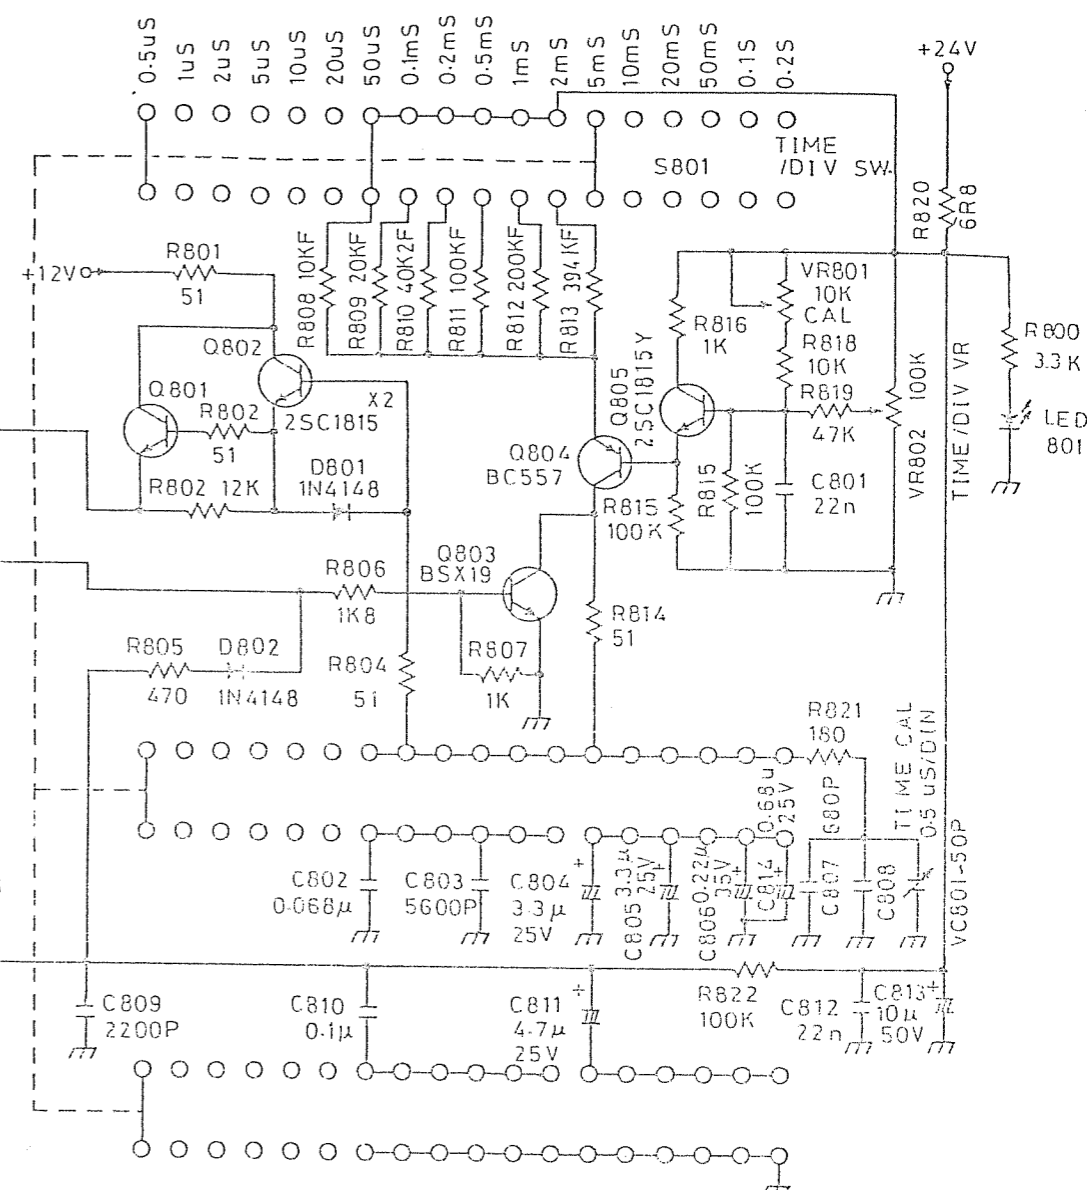 0.5uS
1uS
2uS
5uS
10uS
20uS
50uS
0.1mS
0.2mS
0.5mS
1mS
2mS
5mS
10mS
20mS
50mS
0.1S
0.2S
+24V
TIME
/DIV SW
S801
R820
6R8
R801
+12V
51
R808 10KF
R809 20KF
R810 40K2F
R811 100KF
R812 200KF
R813 394KF
R816
1K
VR801
10K
CAL
R818
10K
R819
47K
R800
3.3K
LED
801
Q802
X2
2SC1815
Q801
R802
51
D801
1N4148
R802 12K
Q805
2SC1815Y
Q804
BC557
VR802 100K
TIME/DIV VR
R815
100K
R815
100K
C801
22n
Q803
BSX19
R806
1K8
R814
51
R805
470
D802
1N4148
R804
51
R807
1K
R821
180
TIME CAL
0.5 uS/DIN
VC801-50P
C802
0.068μ
C803
5600P
C804
3.3μ
25V
+
C805 3.3μ
25V
C806 0.22μ
35V
+
C814
0.68u
25V
+
C807
680P
C808
C809
2200P
C810
0.1μ
C811
4.7μ
25V
+
R822
100K
C812
22n
C813
10μ
50V
+